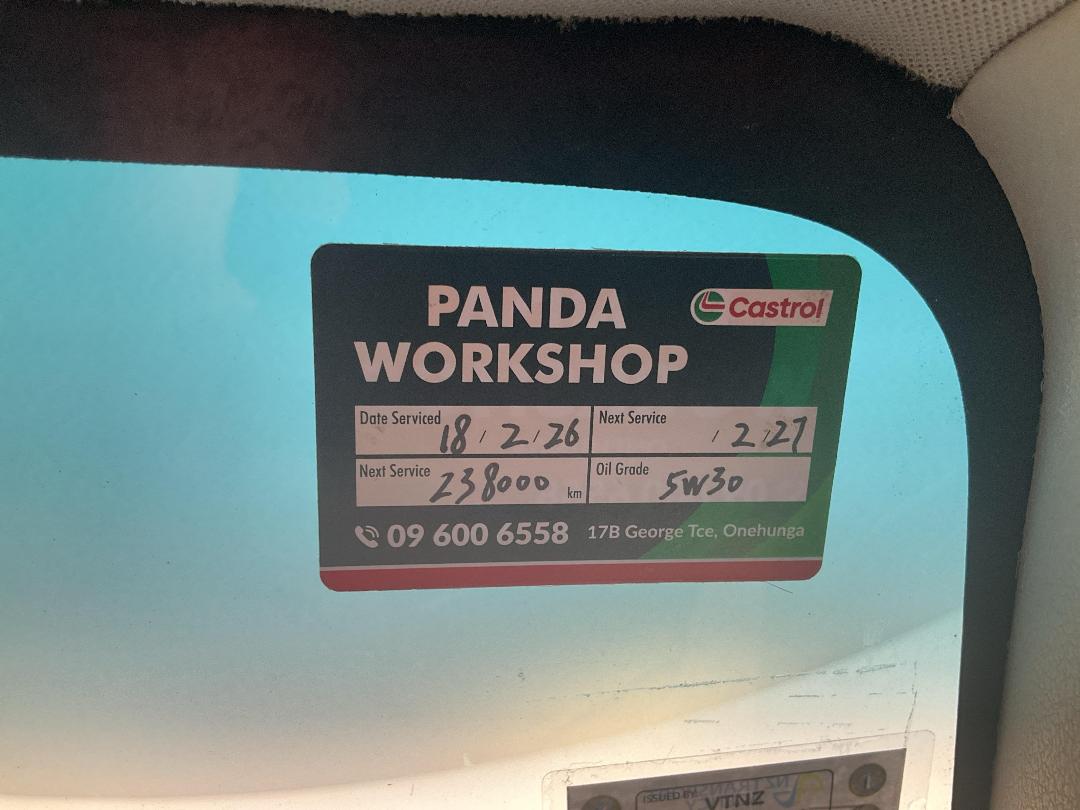 PANDA
Castrol
WORKSHOP
Date Serviced 18 / 2 / 26
Next Service / 2 / 27
Next Service 238000 km
Oil Grade 5W30
09 600 6558 17B George Tce, Onehunga
ISSUED BY
VTNZ